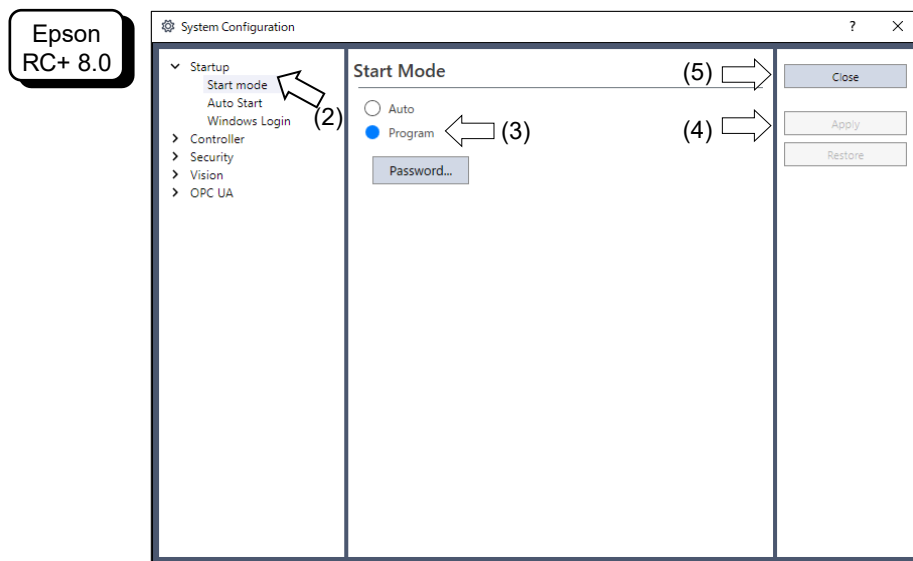 Epson
RC+ 8.0
System Configuration
?
Startup
Start mode
Auto Start
Windows Login
(2)
Controller
Security
Vision
OPC UA
Start Mode
Auto
Program
(3)
Password...
(5)
Close
(4)
Apply
Restore